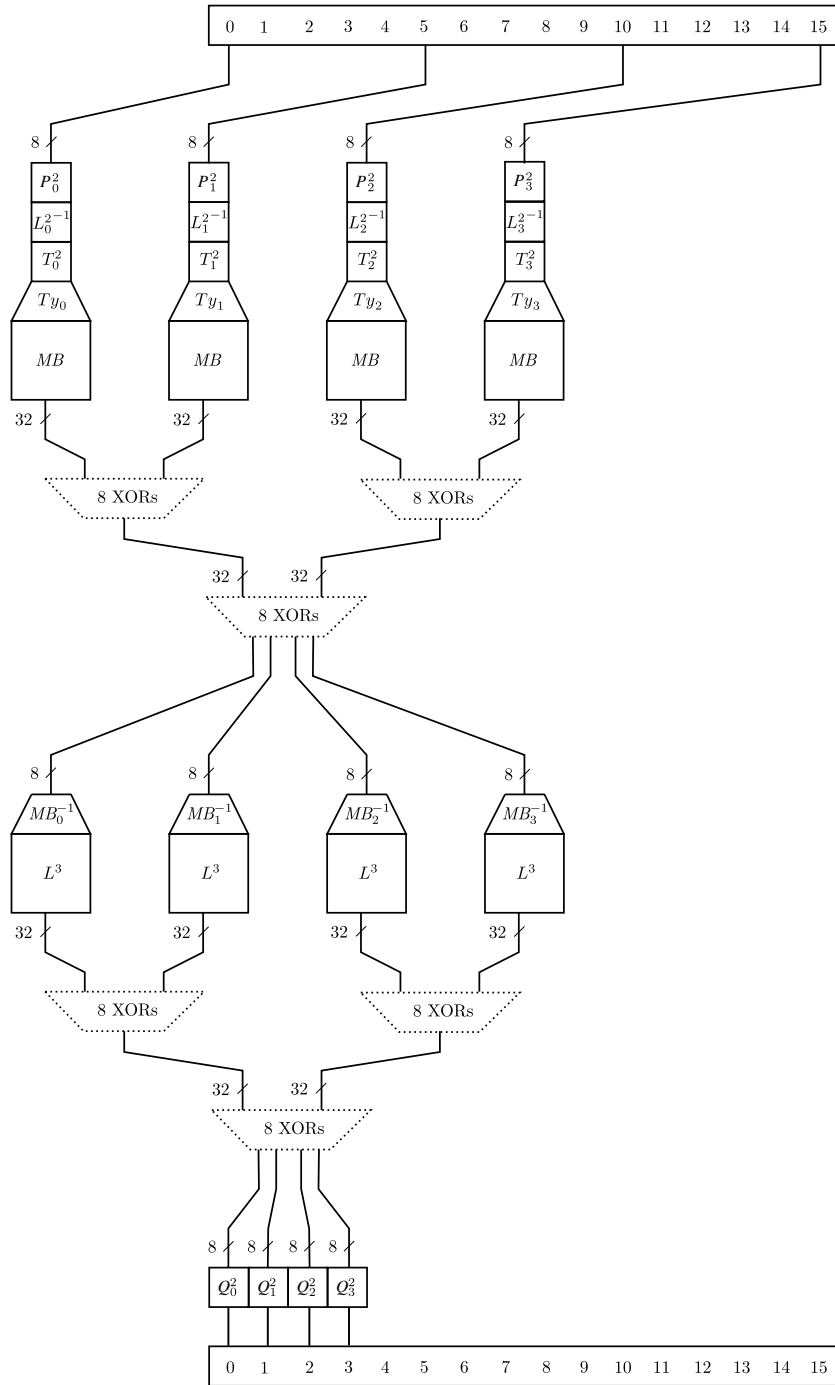 0 1 2 3 4 5 6 7 8 9 10 11 12 13 14 15
8 8 8 8
P_0^2 P_1^2 P_2^2 P_3^2
L_0^{2^{-1}} L_1^{2^{-1}} L_2^{2^{-1}} L_3^{2^{-1}}
T_0^2 T_1^2 T_2^2 T_3^2
Ty_0 Ty_1 Ty_2 Ty_3
MB MB MB MB
32 32 32 32
8 XORs 8 XORs
32 32
8 XORs
8 8 8 8
MB_0^{-1} MB_1^{-1} MB_2^{-1} MB_3^{-1}
L^3 L^3 L^3 L^3
32 32 32 32
8 XORs 8 XORs
32 32
8 XORs
8 8 8 8
Q_0^2 Q_1^2 Q_2^2 Q_3^2
0 1 2 3 4 5 6 7 8 9 10 11 12 13 14 15